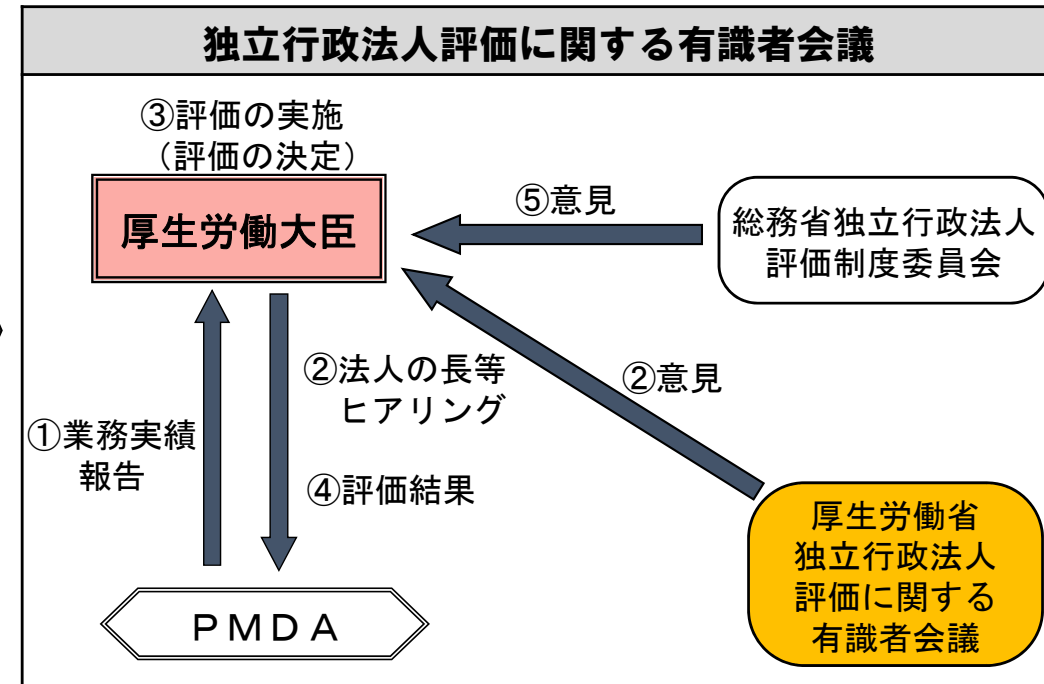 独立行政法人評価に関する有識者会議
③評価の実施
（評価の決定）
厚生労働大臣
⑤意見
総務省独立行政法人
評価制度委員会
②法人の長等
ヒアリング
②意見
①業務実績
報告
④評価結果
厚生労働省
独立行政法人
評価に関する
有識者会議
ＰＭＤＡ